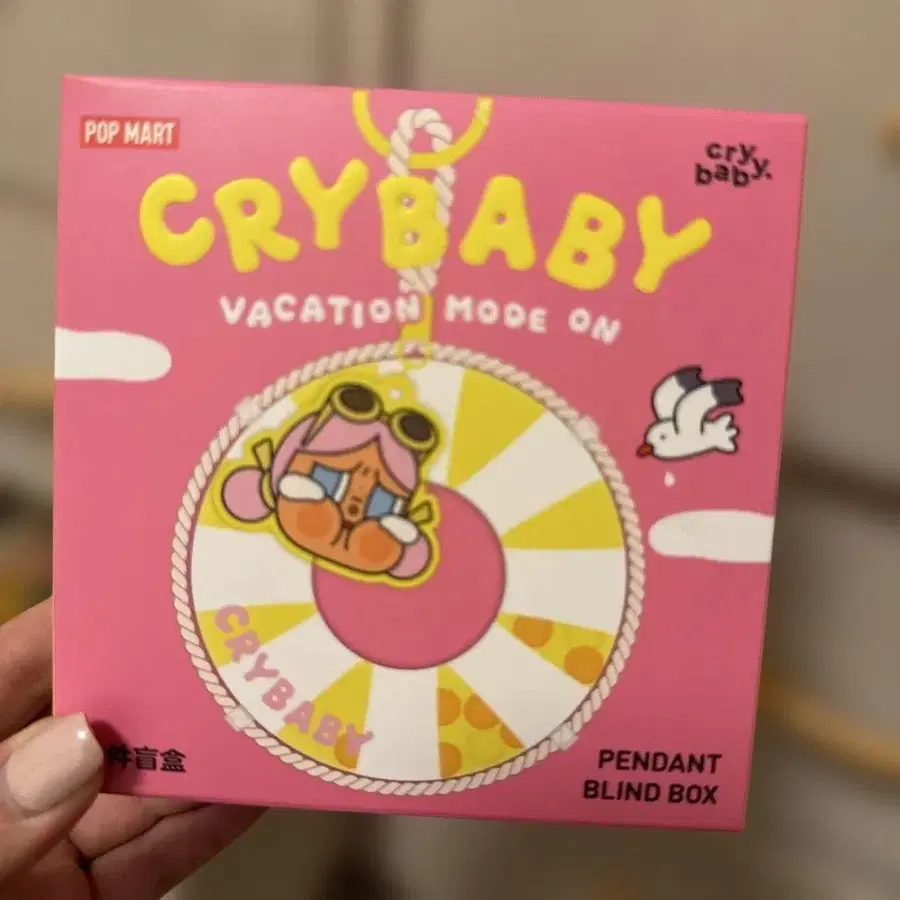 POP MART
cry
baby.
CRYBABY
VACATION MODE ON
CRYBABY
件盲盒
PENDANT
BLIND BOX